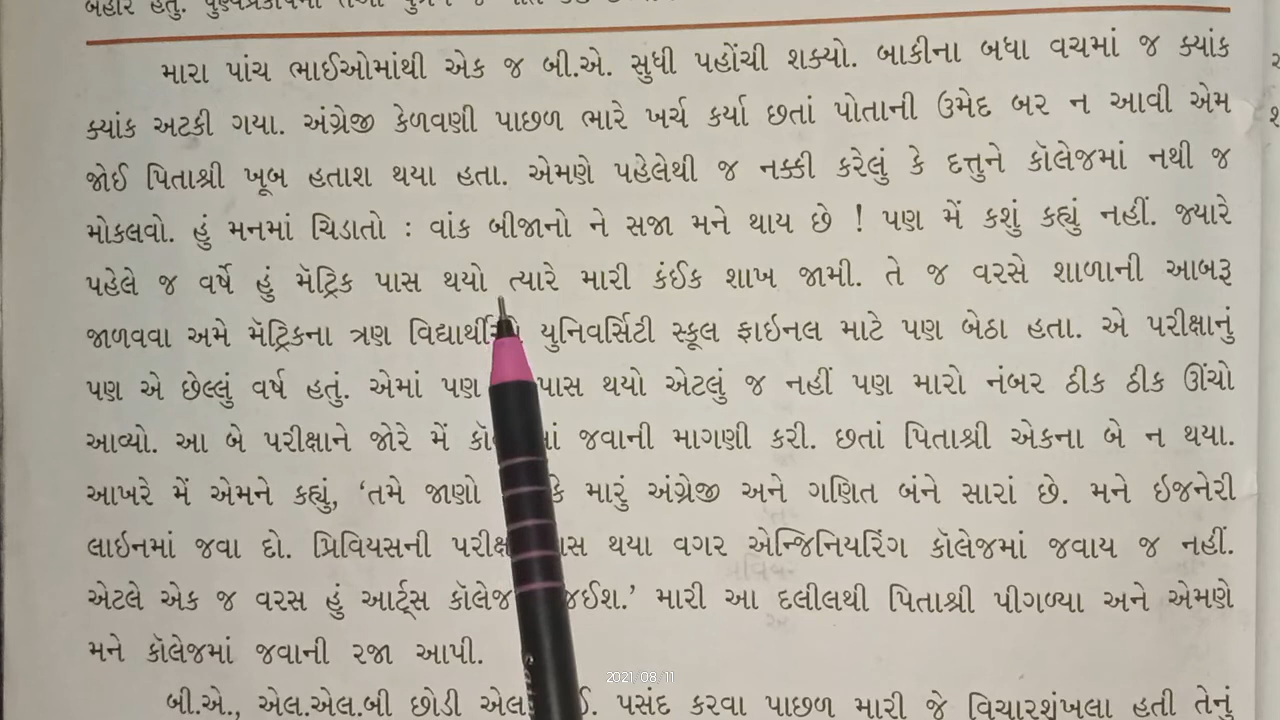 મારા પાંચ ભાઈઓમાંથી એક જ બી.એ. સુધી પહોંચી શક્યો. બાકીના બધા વચમાં જ ક્યાંક
ક્યાંક અટકી ગયા. અંગ્રેજી કેળવણી પાછળ ભારે ખર્ચ કર્યા છતાં પોતાની ઉમેદ બર ન આવી એમ
જોઈ પિતાશ્રી ખૂબ હતાશ થયા હતા. એમણે પહેલેથી જ નક્કી કરેલું કે દત્તુને કૉલેજમાં નથી જ
મોકલવો. હું મનમાં ચિડાતો : વાંક બીજાનો ને સજા મને થાય છે ! પણ મેં કશું કહ્યું નહીં. જ્યારે
પહેલે જ વર્ષે હું મૅટ્રિક પાસ થયો ત્યારે મારી કંઈક શાખ જામી. તે જ વરસે શાળાની આબરૂ
જાળવવા અમે મૅટ્રિકના ત્રણ યુનિવર્સિટી સ્કૂલ ફાઇનલ માટે પણ બેઠા હતા. એ પરીક્ષાનું
પણ એ છેલ્લું વર્ષ હતું. એમાં પણ પાસ થયો એટલું જ નહીં પણ મારો નંબર ઠીક ઠીક ઊંચો
આવ્યો. આ બે પરીક્ષાને જોરે મેં જવાની માગણી કરી. છતાં પિતાશ્રી એકના બે ન થયા.
આખરે મેં એમને કહ્યું, ‘તમે જાણો કે મારું અંગ્રેજી અને ગણિત બંને સારાં છે. મને ઇજનેરી
લાઇનમાં જવા દો. પ્રિવિયસની થયા વગર એન્જિનિયરિંગ કૉલેજમાં જવાય જ નહીં.
એટલે એક જ વરસ હું આર્ટ્સ કૉલેજ જઈશ.’ મારી આ દલીલથી પિતાશ્રી પીગળ્યા અને એમણે
મને કૉલેજમાં જવાની રજા આપી.
2021/08/11
બી.એ., એલ.એલ.બી છોડી પસંદ કરવા પાછળ મારી જે વિચારશૃંખલા હતી તેનું